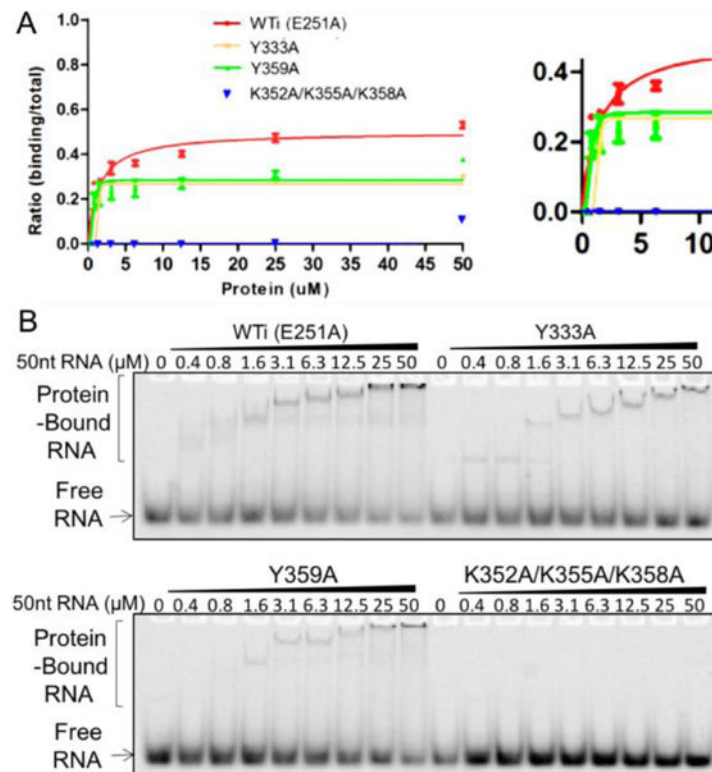 A
Ratio (binding/total)
1.0
0.8
0.6
0.4
0.2
0.0
0 5 10 15 20 25 30 35 40 45 50
Protein (uM)
WTi (E251A)
Y333A
Y359A
K352A/K355A/K358A
0.4
0.2
0.0
0 5 10
B
WTi (E251A) Y333A
50nt RNA (μM) 0 0.4 0.8 1.6 3.1 6.3 12.5 25 50 0 0.4 0.8 1.6 3.1 6.3 12.5 25 50
Protein
-Bound
RNA
Free
RNA
Y359A K352A/K355A/K358A
50nt RNA (μM) 0 0.4 0.8 1.6 3.1 6.3 12.5 25 50 0 0.4 0.8 1.6 3.1 6.3 12.5 25 50
Protein
-Bound
RNA
Free
RNA